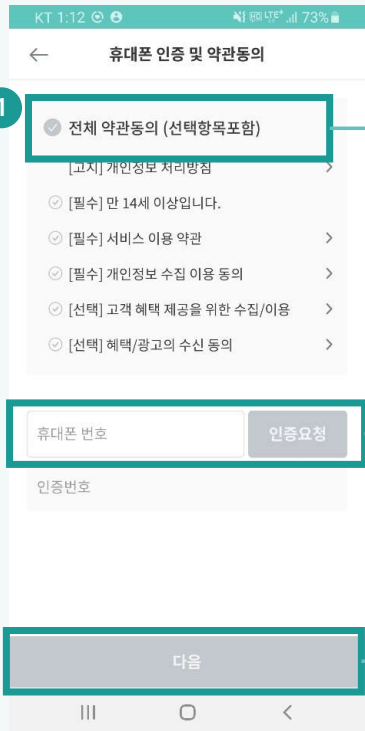 KT 1:12 LTE+ 73%
휴대폰 인증 및 약관동의
1
전체 약관동의 (선택항목포함)
[고지] 개인정보 처리방침
[필수] 만 14세 이상입니다.
[필수] 서비스 이용 약관
[필수] 개인정보 수집 이용 동의
[선택] 고객 혜택 제공을 위한 수집/이용
[선택] 혜택/광고의 수신 동의
휴대폰 번호 인증요청
인증번호
다음